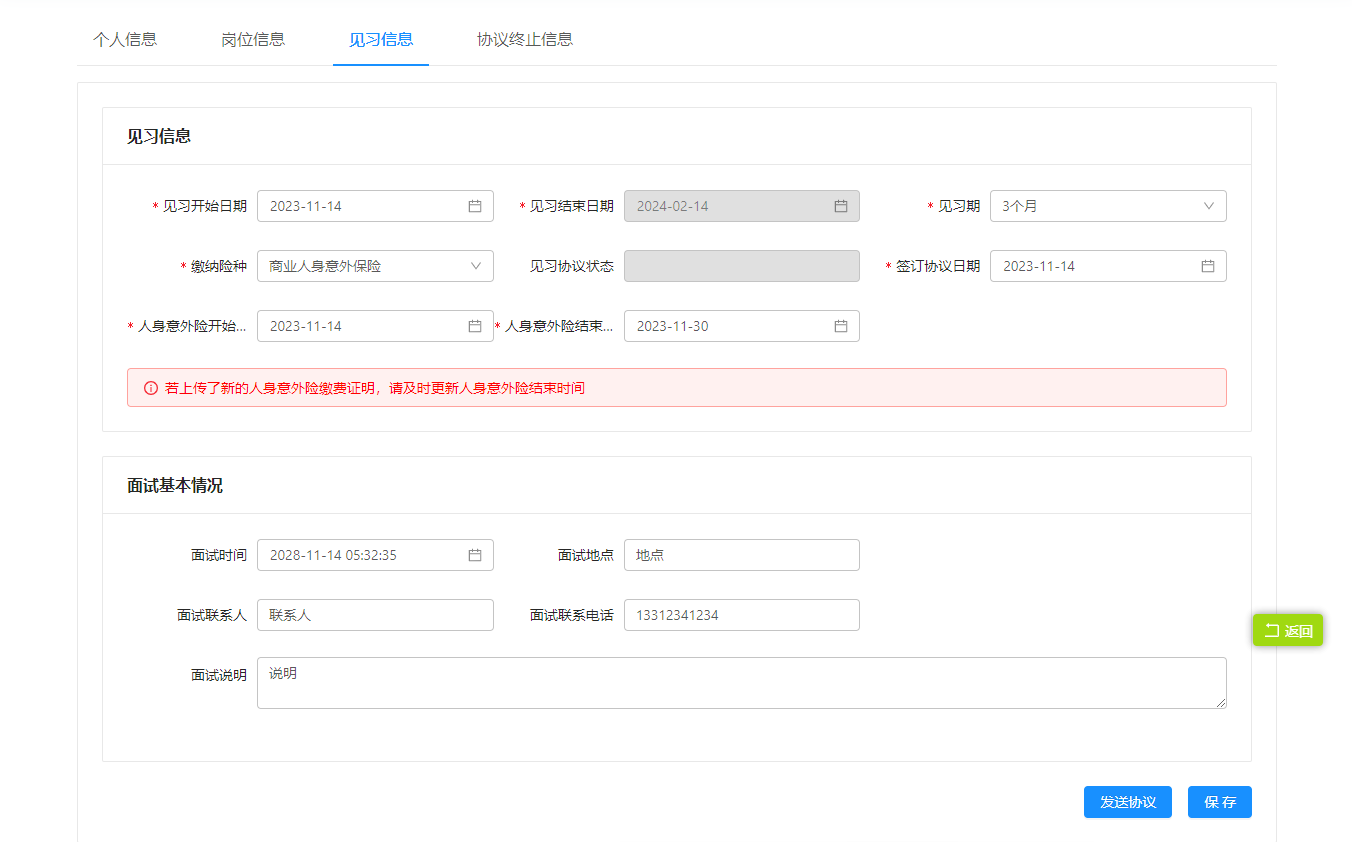 个人信息 岗位信息 见习信息 协议终止信息
见习信息
* 见习开始日期 2023-11-14 * 见习结束日期 2024-02-14 * 见习期 3个月
* 缴纳险种 商业人身意外保险 见习协议状态 * 签订协议日期 2023-11-14
* 人身意外险开始... 2023-11-14 * 人身意外险结束... 2023-11-30
若上传了新的人身意外险缴费证明，请及时更新人身意外险结束时间
面试基本情况
面试时间 2028-11-14 05:32:35 面试地点 地点
面试联系人 联系人 面试联系电话 13312341234
返回
面试说明 说明
发送协议 保 存